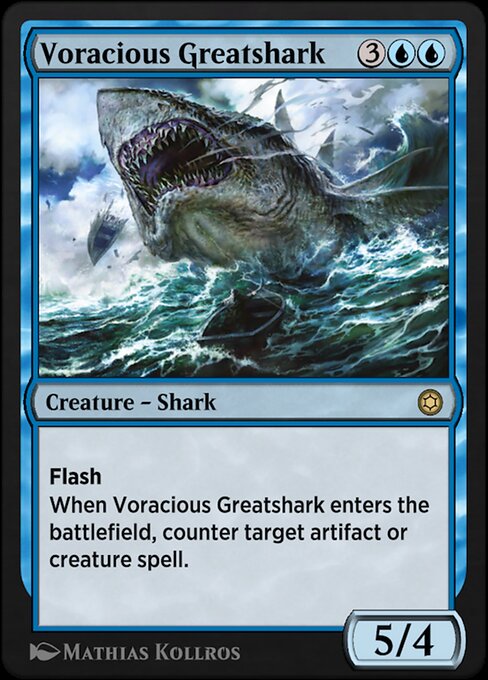 Voracious Greatshark 3
Creature – Shark
Flash
When Voracious Greatshark enters the
battlefield, counter target artifact or
creature spell.
5/4
Mathias Kollros